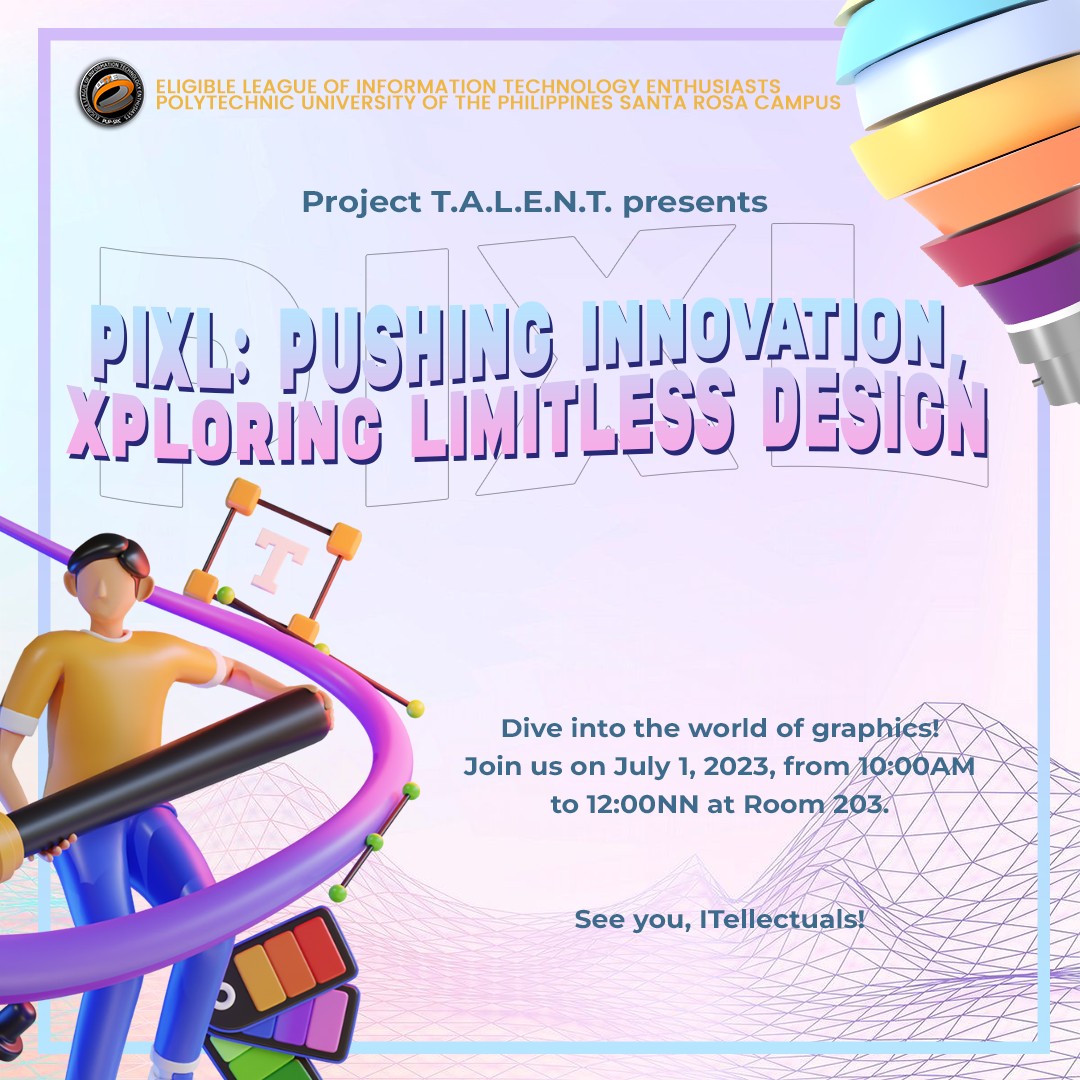 ELIGIBLE LEAGUE OF INFORMATION TECHNOLOGY ENTHUSIASTS
POLYTECHNIC UNIVERSITY OF THE PHILIPPINES SANTA ROSA CAMPUS
Project T.A.L.E.N.T. presents
PIXL
PIXL: PUSHING INNOVATION,
XPLORING LIMITLESS DESIGN
T
Dive into the world of graphics!
Join us on July 1, 2023, from 10:00AM
to 12:00NN at Room 203.
See you, ITellectuals!